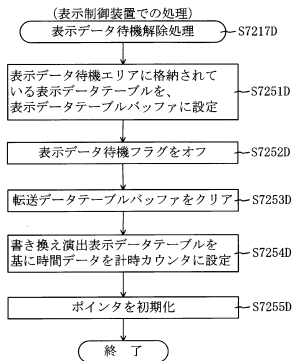 (表示制御装置での処理)
表示データ待機解除処理
S7217D
表示データ待機エリアに格納されて
いる表示データテーブルを、
表示データテーブルバッファに設定
S7251D
表示データ待機フラグをオフ
S7252D
転送データテーブルバッファをクリア
S7253D
書き換え演出表示データテーブルを
基に時間データを計時カウンタに設定
S7254D
ポインタを初期化
S7255D
終 了